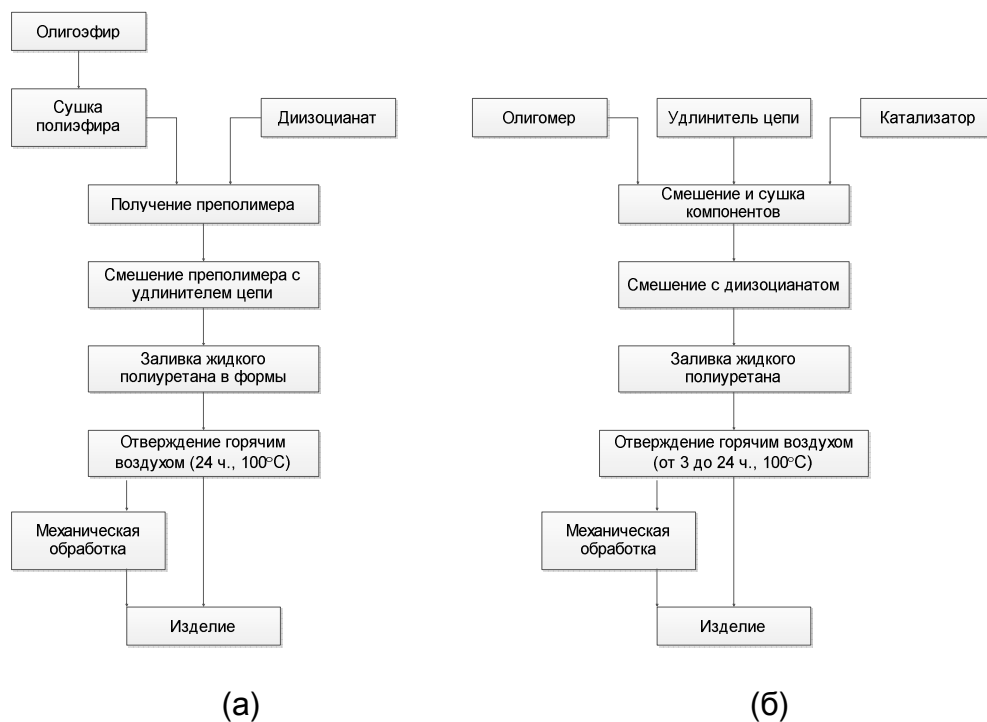 Олигоэфир
Сушка
полиэфира
Диизоцианат
Получение преполимера
Смешение преполимера с
удлинителем цепи
Заливка жидкого
полиуретана в формы
Отверждение горячим
воздухом (24 ч., 100°С)
Механическая
обработка
Изделие
(а)
Олигомер
Удлинитель цепи
Катализатор
Смешение и сушка
компонентов
Смешение с диизоцианатом
Заливка жидкого
полиуретана
Отверждение горячим воздухом
(от 3 до 24 ч., 100°С)
Механическая
обработка
Изделие
(б)